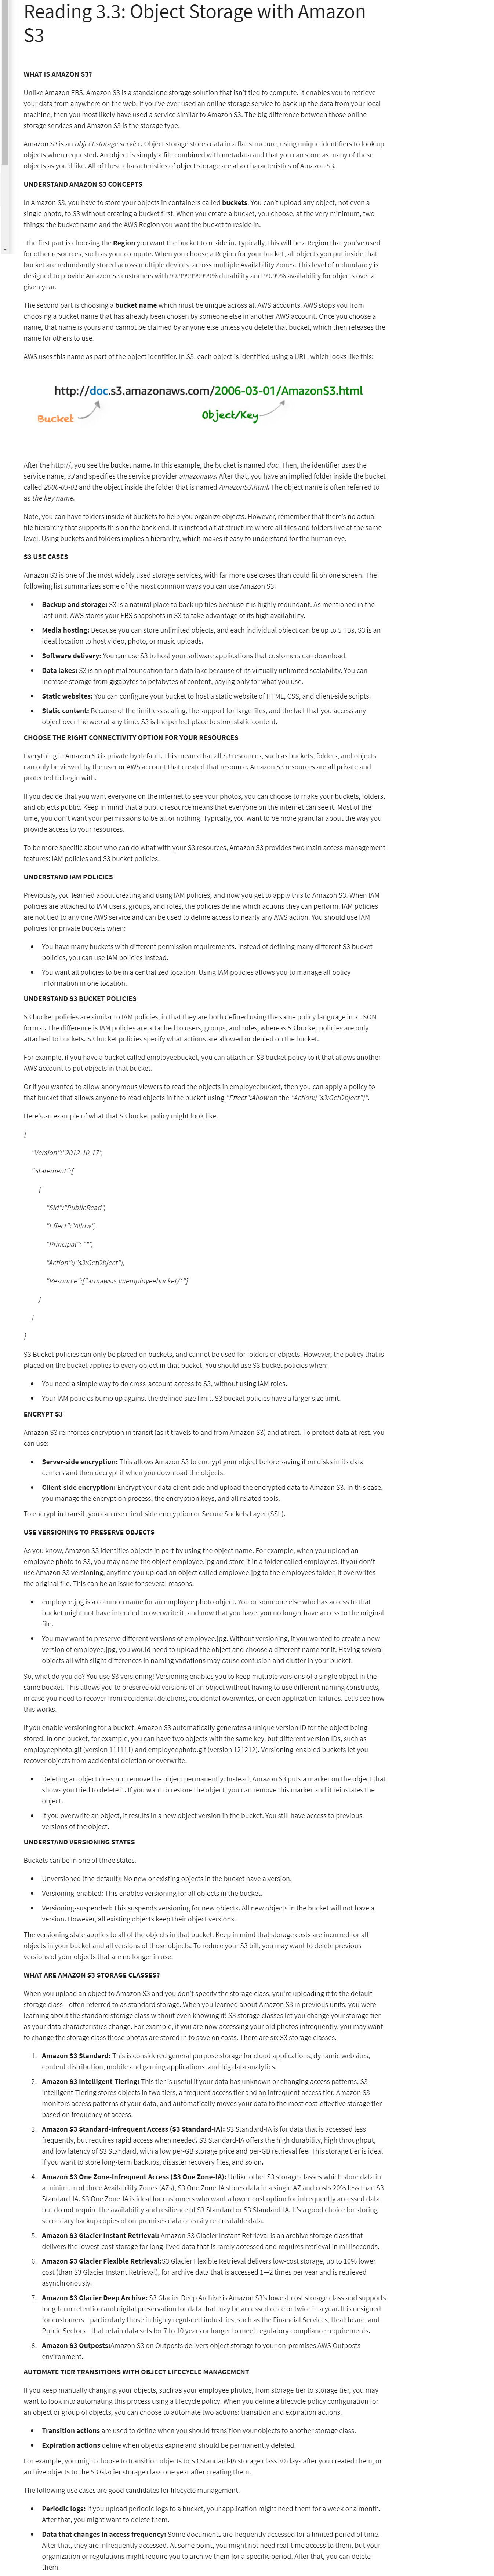 Reading 3.3: Object Storage with Amazon
S3
WHAT IS AMAZON S3?
Unlike Amazon EBS, Amazon S3 is a standalone storage solution that isn't tied to compute. It enables you to retrieve
your data from anywhere on the web. If you've ever used an online storage service to back up the data from your local
machine, then you most likely have used a service similar to Amazon S3. The big difference between those online
storage services and Amazon S3 is the storage type.
Amazon S3 is an object storage service. Object storage stores data in a flat structure, using unique identifiers to look up
objects when requested. An object is simply a file combined with metadata and that you can store as many of these
objects as you'd like. All of these characteristics of object storage are also characteristics of Amazon S3.
UNDERSTAND AMAZON S3 CONCEPTS
In Amazon S3, you have to store your objects in containers called buckets. You can't upload any object, not even a
single photo, to S3 without creating a bucket first. When you create a bucket, you choose, at the very minimum, two
things: the bucket name and the AWS Region you want the bucket to reside in.
The first part is choosing the Region you want the bucket to reside in. Typically, this will be a Region that you've used
for other resources, such as your compute. When you choose a Region for your bucket, all objects you put inside that
bucket are redundantly stored across multiple devices, across multiple Availability Zones. This level of redundancy is
designed to provide Amazon S3 customers with 99.999999999% durability and 99.99% availability for objects over a
given year.
The second part is choosing a bucket name which must be unique across all AWS accounts. AWS stops you from
choosing a bucket name that has already been chosen by someone else in another AWS account. Once you choose a
name, that name is yours and cannot be claimed by anyone else unless you delete that bucket, which then releases the
name for others to use.
AWS uses this name as part of the object identifier. In S3, each object is identified using a URL, which looks like this:
http://doc.s3.amazonaws.com/2006-03-01/AmazonS3.html
Bucket
Object/Key
After the http://, you see the bucket name. In this example, the bucket is named doc. Then, the identifier uses the
service name, s3 and specifies the service provider amazonaws. After that, you have an implied folder inside the bucket
called 2006-03-01 and the object inside the folder that is named AmazonS3.html. The object name is often referred to
as the key name.
Note, you can have folders inside of buckets to help you organize objects. However, remember that there's no actual
file hierarchy that supports this on the back end. It is instead a flat structure where all files and folders live at the same
level. Using buckets and folders implies a hierarchy, which makes it easy to understand for the human eye.
S3 USE CASES
Amazon S3 is one of the most widely used storage services, with far more use cases than could fit on one screen. The
following list summarizes some of the most common ways you can use Amazon S3.
• Backup and storage: S3 is a natural place to back up files because it is highly redundant. As mentioned in the
last unit, AWS stores your EBS snapshots in S3 to take advantage of its high availability.
• Media hosting: Because you can store unlimited objects, and each individual object can be up to 5 TBs, S3 is an
ideal location to host video, photo, or music uploads.
• Software delivery: You can use S3 to host your software applications that customers can download.
• Data lakes: S3 is an optimal foundation for a data lake because of its virtually unlimited scalability. You can
increase storage from gigabytes to petabytes of content, paying only for what you use.
• Static websites: You can configure your bucket to host a static website of HTML, CSS, and client-side scripts.
• Static content: Because of the limitless scaling, the support for large files, and the fact that you access any
object over the web at any time, S3 is the perfect place to store static content.
CHOOSE THE RIGHT CONNECTIVITY OPTION FOR YOUR RESOURCES
Everything in Amazon S3 is private by default. This means that all S3 resources, such as buckets, folders, and objects
can only be viewed by the user or AWS account that created that resource. Amazon S3 resources are all private and
protected to begin with.
If you decide that you want everyone on the internet to see your photos, you can choose to make your buckets, folders,
and objects public. Keep in mind that a public resource means that everyone on the internet can see it. Most of the
time, you don't want your permissions to be all or nothing. Typically, you want to be more granular about the way you
provide access to your resources.
To be more specific about who can do what with your S3 resources, Amazon S3 provides two main access management
features: IAM policies and S3 bucket policies.
UNDERSTAND IAM POLICIES
Previously, you learned about creating and using IAM policies, and now you get to apply this to Amazon S3. When IAM
policies are attached to IAM users, groups, and roles, the policies define which actions they can perform. IAM policies
are not tied to any one AWS service and can be used to define access to nearly any AWS action. You should use IAM
policies for private buckets when:
• You have many buckets with different permission requirements. Instead of defining many different S3 bucket
policies, you can use IAM policies instead.
• You want all policies to be in a centralized location. Using IAM policies allows you to manage all policy
information in one location.
UNDERSTAND S3 BUCKET POLICIES
S3 bucket policies are similar to IAM policies, in that they are both defined using the same policy language in a JSON
format. The difference is IAM policies are attached to users, groups, and roles, whereas S3 bucket policies are only
attached to buckets. S3 bucket policies specify what actions are allowed or denied on the bucket.
For example, if you have a bucket called employeebucket, you can attach an S3 bucket policy to it that allows another
AWS account to put objects in that bucket.
Or if you wanted to allow anonymous viewers to read the objects in employeebucket, then you can apply a policy to
that bucket that allows anyone to read objects in the bucket using "Effect":Allow on the "Action:["s3:GetObject"]".
Here's an example of what that S3 bucket policy might look like.
{
"Version":"2012-10-17",
"Statement":[
{
"Sid":"PublicRead",
"Effect":"Allow",
"Principal": "*",
"Action":["s3:GetObject"],
"Resource":["arn:aws:s3:::employeebucket/*"]
}
]
}
S3 Bucket policies can only be placed on buckets, and cannot be used for folders or objects. However, the policy that is
placed on the bucket applies to every object in that bucket. You should use S3 bucket policies when:
• You need a simple way to do cross-account access to S3, without using IAM roles.
• Your IAM policies bump up against the defined size limit. S3 bucket policies have a larger size limit.
ENCRYPT S3
Amazon S3 reinforces encryption in transit (as it travels to and from Amazon S3) and at rest. To protect data at rest, you
can use:
• Server-side encryption: This allows Amazon S3 to encrypt your object before saving it on disks in its data
centers and then decrypt it when you download the objects.
• Client-side encryption: Encrypt your data client-side and upload the encrypted data to Amazon S3. In this case,
you manage the encryption process, the encryption keys, and all related tools.
To encrypt in transit, you can use client-side encryption or Secure Sockets Layer (SSL).
USE VERSIONING TO PRESERVE OBJECTS
As you know, Amazon S3 identifies objects in part by using the object name. For example, when you upload an
employee photo to S3, you may name the object employee.jpg and store it in a folder called employees. If you don't
use Amazon S3 versioning, anytime you upload an object called employee.jpg to the employees folder, it overwrites
the original file. This can be an issue for several reasons.
• employee.jpg is a common name for an employee photo object. You or someone else who has access to that
bucket might not have intended to overwrite it, and now that you have, you no longer have access to the original
file.
• You may want to preserve different versions of employee.jpg. Without versioning, if you wanted to create a new
version of employee.jpg, you would need to upload the object and choose a different name for it. Having several
objects all with slight differences in naming variations may cause confusion and clutter in your bucket.
So, what do you do? You use S3 versioning! Versioning enables you to keep multiple versions of a single object in the
same bucket. This allows you to preserve old versions of an object without having to use different naming constructs,
in case you need to recover from accidental deletions, accidental overwrites, or even application failures. Let's see how
this works.
If you enable versioning for a bucket, Amazon S3 automatically generates a unique version ID for the object being
stored. In one bucket, for example, you can have two objects with the same key, but different version IDs, such as
employeephoto.gif (version 111111) and employeephoto.gif (version 121212). Versioning-enabled buckets let you
recover objects from accidental deletion or overwrite.
• Deleting an object does not remove the object permanently. Instead, Amazon S3 puts a marker on the object that
shows you tried to delete it. If you want to restore the object, you can remove this marker and it reinstates the
object.
• If you overwrite an object, it results in a new object version in the bucket. You still have access to previous
versions of the object.
UNDERSTAND VERSIONING STATES
Buckets can be in one of three states.
• Unversioned (the default): No new or existing objects in the bucket have a version.
• Versioning-enabled: This enables versioning for all objects in the bucket.
• Versioning-suspended: This suspends versioning for new objects. All new objects in the bucket will not have a
version. However, all existing objects keep their object versions.
The versioning state applies to all of the objects in that bucket. Keep in mind that storage costs are incurred for all
objects in your bucket and all versions of those objects. To reduce your S3 bill, you may want to delete previous
versions of your objects that are no longer in use.
WHAT ARE AMAZON S3 STORAGE CLASSES?
When you upload an object to Amazon S3 and you don't specify the storage class, you're uploading it to the default
storage class—often referred to as standard storage. When you learned about Amazon S3 in previous units, you were
learning about the standard storage class without even knowing it! S3 storage classes let you change your storage tier
as your data characteristics change. For example, if you are now accessing your old photos infrequently, you may want
to change the storage class those photos are stored in to save on costs. There are six S3 storage classes.
1. Amazon S3 Standard: This is considered general purpose storage for cloud applications, dynamic websites,
content distribution, mobile and gaming applications, and big data analytics.
2. Amazon S3 Intelligent-Tiering: This tier is useful if your data has unknown or changing access patterns. S3
Intelligent-Tiering stores objects in two tiers, a frequent access tier and an infrequent access tier. Amazon S3
monitors access patterns of your data, and automatically moves your data to the most cost-effective storage tier
based on frequency of access.
3. Amazon S3 Standard-Infrequent Access (S3 Standard-IA): S3 Standard-IA is for data that is accessed less
frequently, but requires rapid access when needed. S3 Standard-IA offers the high durability, high throughput,
and low latency of S3 Standard, with a low per-GB storage price and per-GB retrieval fee. This storage tier is ideal
if you want to store long-term backups, disaster recovery files, and so on.
4. Amazon S3 One Zone-Infrequent Access (S3 One Zone-IA): Unlike other S3 storage classes which store data in
a minimum of three Availability Zones (AZs), S3 One Zone-IA stores data in a single AZ and costs 20% less than S3
Standard-IA. S3 One Zone-IA is ideal for customers who want a lower-cost option for infrequently accessed data
but do not require the availability and resilience of S3 Standard or S3 Standard-IA. It's a good choice for storing
secondary backup copies of on-premises data or easily re-creatable data.
5. Amazon S3 Glacier Instant Retrieval: Amazon S3 Glacier Instant Retrieval is an archive storage class that
delivers the lowest-cost storage for long-lived data that is rarely accessed and requires retrieval in milliseconds.
6. Amazon S3 Glacier Flexible Retrieval:S3 Glacier Flexible Retrieval delivers low-cost storage, up to 10% lower
cost (than S3 Glacier Instant Retrieval), for archive data that is accessed 1—2 times per year and is retrieved
asynchronously.
7. Amazon S3 Glacier Deep Archive: S3 Glacier Deep Archive is Amazon S3's lowest-cost storage class and supports
long-term retention and digital preservation for data that may be accessed once or twice in a year. It is designed
for customers—particularly those in highly regulated industries, such as the Financial Services, Healthcare, and
Public Sectors—that retain data sets for 7 to 10 years or longer to meet regulatory compliance requirements.
8. Amazon S3 Outposts:Amazon S3 on Outposts delivers object storage to your on-premises AWS Outposts
environment.
AUTOMATE TIER TRANSITIONS WITH OBJECT LIFECYCLE MANAGEMENT
If you keep manually changing your objects, such as your employee photos, from storage tier to storage tier, you may
want to look into automating this process using a lifecycle policy. When you define a lifecycle policy configuration for
an object or group of objects, you can choose to automate two actions: transition and expiration actions.
• Transition actions are used to define when you should transition your objects to another storage class.
• Expiration actions define when objects expire and should be permanently deleted.
For example, you might choose to transition objects to S3 Standard-IA storage class 30 days after you created them, or
archive objects to the S3 Glacier storage class one year after creating them.
The following use cases are good candidates for lifecycle management.
• Periodic logs: If you upload periodic logs to a bucket, your application might need them for a week or a month.
After that, you might want to delete them.
• Data that changes in access frequency: Some documents are frequently accessed for a limited period of time.
After that, they are infrequently accessed. At some point, you might not need real-time access to them, but your
organization or regulations might require you to archive them for a specific period. After that, you can delete
them.